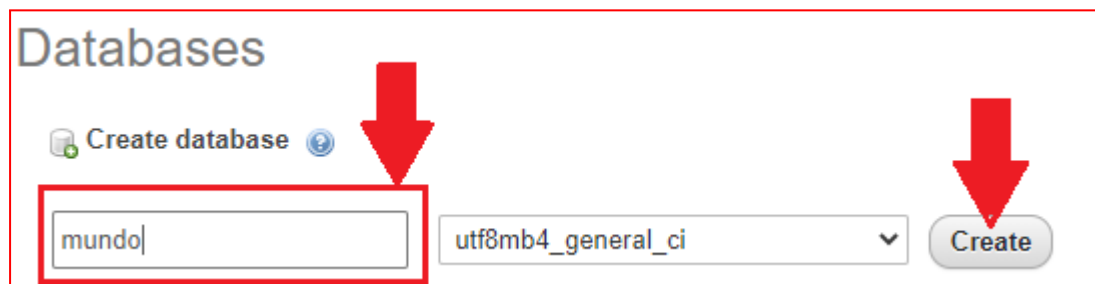 Databases
Create database
mundo
utf8mb4_general_ci
Create